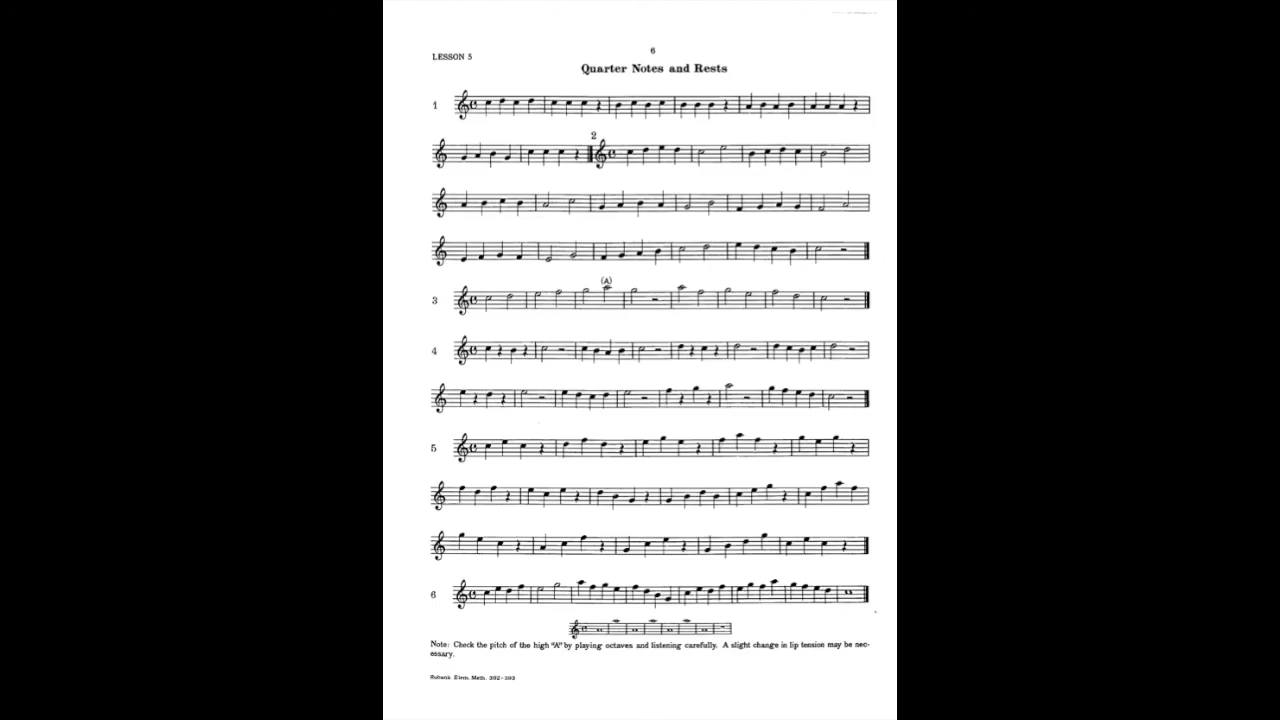 6
LESSON 5
Quarter Notes and Rests
1
2
3
(A)
4
5
6
Note: Check the pitch of the high "A" by playing octaves and listening carefully. A slight change in lip tension may be nec-
essary.
Rubank Elem. Meth. 392-393